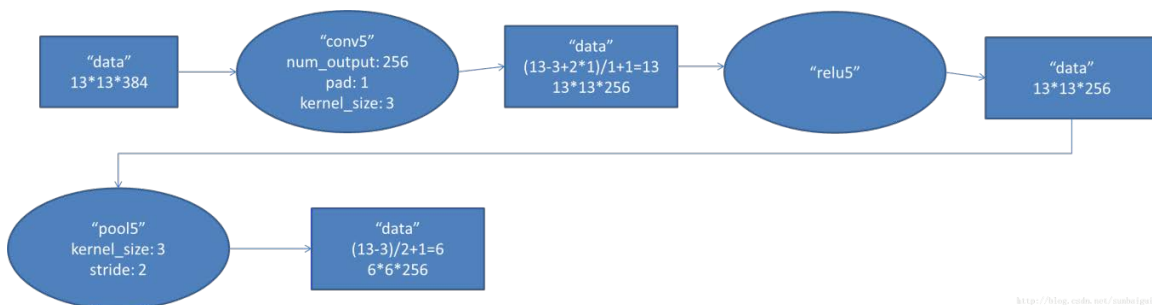 “data”
13*13*384
“conv5”
num_output: 256
pad: 1
kernel_size: 3
“data”
(13-3+2*1)/1+1=13
13*13*256
“relu5”
“data”
13*13*256
“pool5”
kernel_size: 3
stride: 2
“data”
(13-3)/2+1=6
6*6*256